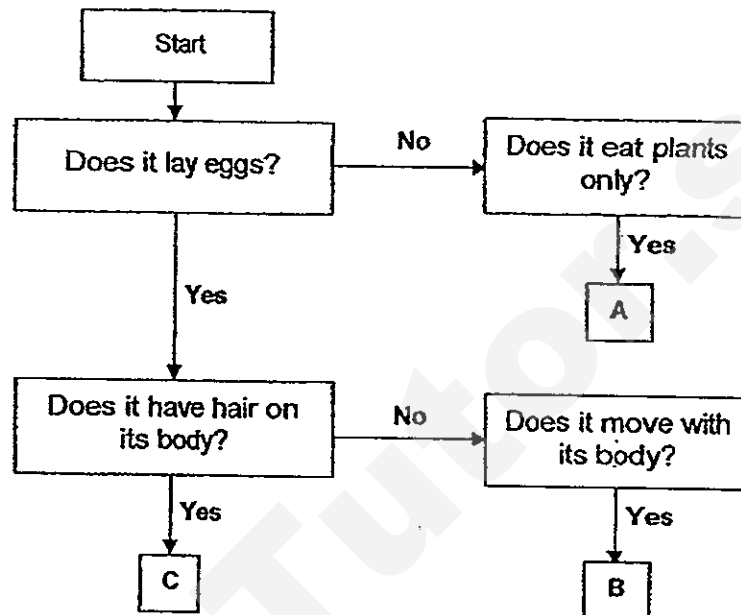 Start
Does it lay eggs?
No
Does it eat plants
only?
Yes
A
Yes
Does it have hair on
its body?
No
Does it move with
its body?
Yes
C
Yes
B
Tutors